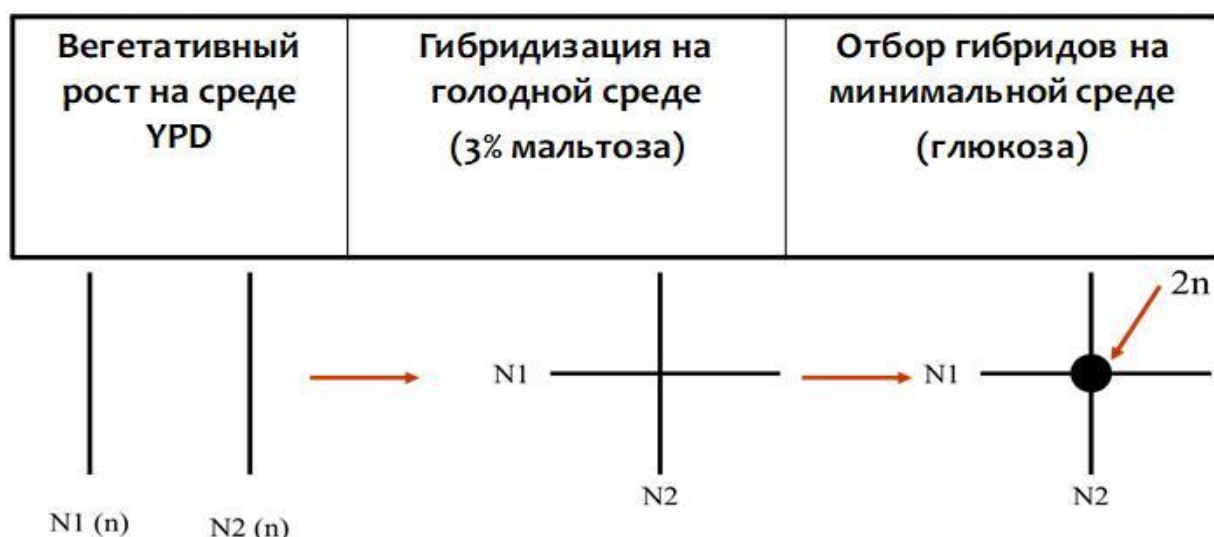 Вегетативный
рост на среде
YPD
Гибридизация на
голодной среде
(3% мальтоза)
Отбор гибридов на
минимальной среде
(глюкоза)
2n
N1
N1
N2
N2
N1 (n)
N2 (n)